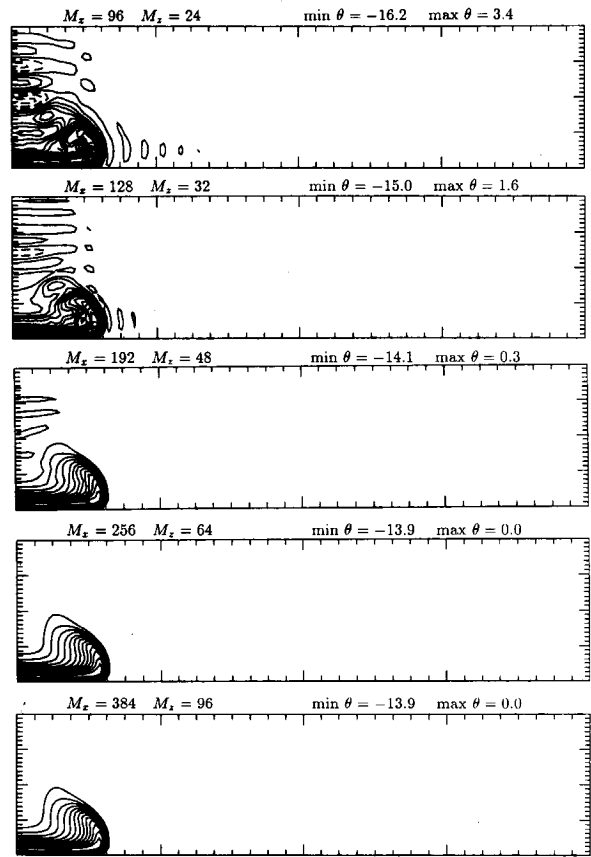 M_x = 96 M_z = 24 min θ = −16.2 max θ = 3.4
M_x = 128 M_z = 32 min θ = −15.0 max θ = 1.6
M_x = 192 M_z = 48 min θ = −14.1 max θ = 0.3
M_x = 256 M_z = 64 min θ = −13.9 max θ = 0.0
M_x = 384 M_z = 96 min θ = −13.9 max θ = 0.0